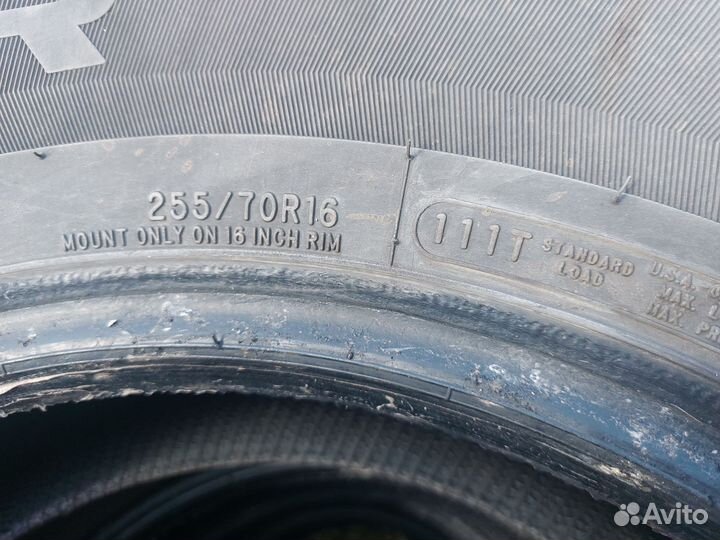 255/70R16
MOUNT ONLY ON 16 INCH RIM
111T
STANDARD
LOAD
U.S.A.
MAX.
MAX.
Avito